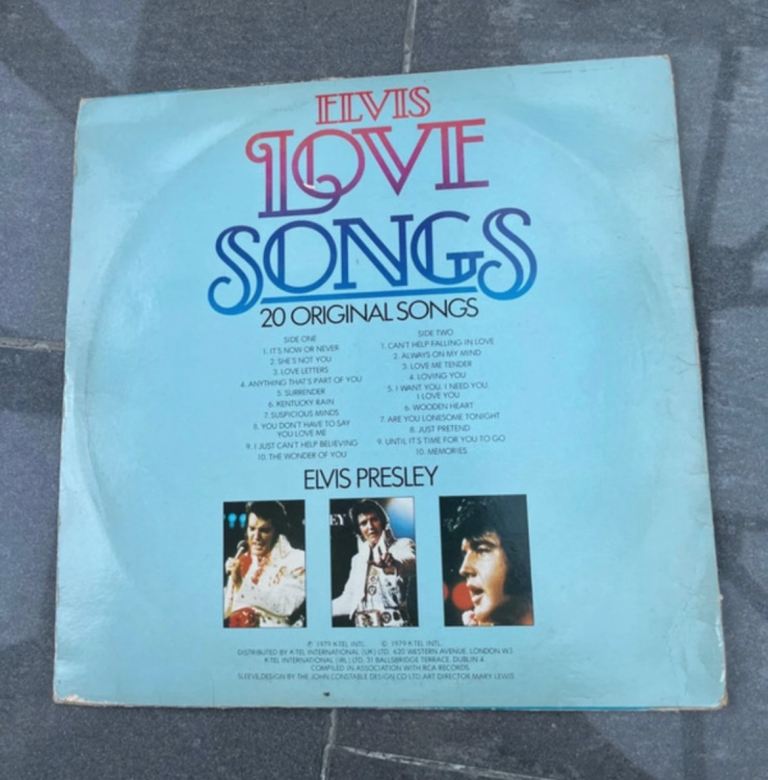 ELVIS
LOVE
SONGS
20 ORIGINAL SONGS
SIDE ONE
1. IT'S NOW OR NEVER
2. SHE'S NOT YOU
3. LOVE LETTERS
4. ANYTHING THAT'S PART OF YOU
5. SURRENDER
6. KENTUCKY RAIN
7. SUSPICIOUS MINDS
8. YOU DON'T HAVE TO SAY
YOU LOVE ME
9. I JUST CAN'T HELP BELIEVING
10. THE WONDER OF YOU
SIDE TWO
1. CAN'T HELP FALLING IN LOVE
2. ALWAYS ON MY MIND
3. LOVE ME TENDER
4. LOVING YOU
5. I WANT YOU, I NEED YOU,
I LOVE YOU
6. WOODEN HEART
7. ARE YOU LONESOME TONIGHT
8. JUST PRETEND
9. UNTIL IT'S TIME FOR YOU TO GO
10. MEMORIES
ELVIS PRESLEY
℗ 1979 K-TEL INTL. © 1979 K-TEL INTL.
DISTRIBUTED BY K-TEL INTERNATIONAL (UK) LTD. 620 WESTERN AVENUE, LONDON W3
K-TEL INTERNATIONAL (IRL) LTD. 31 BALLSBRIDGE TERRACE, DUBLIN 4.
COMPILED IN ASSOCIATION WITH RCA RECORDS.
SLEEVE DESIGN BY THE JOHN CONSTABLE DESIGN CO LTD. ART DIRECTOR MARY LEWIS